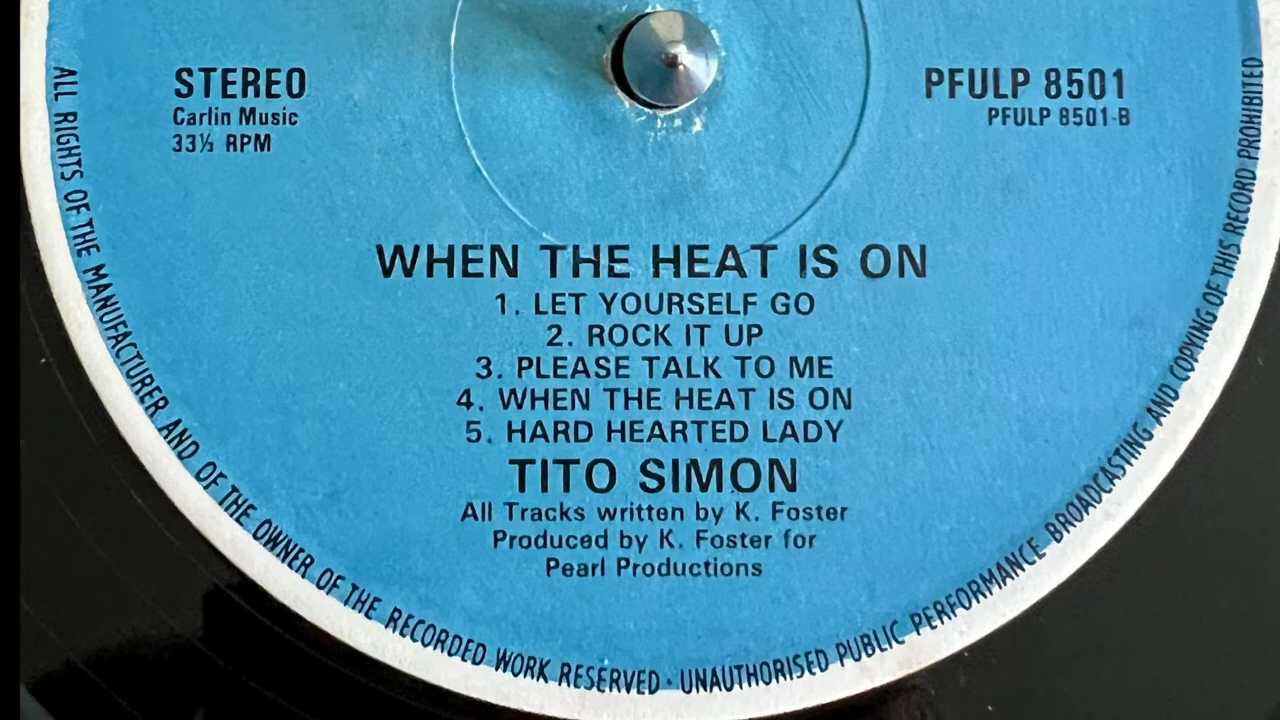 STEREO
Carlin Music
33⅓ RPM
PFULP 8501
PFULP 8501-B
WHEN THE HEAT IS ON
1. LET YOURSELF GO
2. ROCK IT UP
3. PLEASE TALK TO ME
4. WHEN THE HEAT IS ON
5. HARD HEARTED LADY
TITO SIMON
All Tracks written by K. Foster
Produced by K. Foster for
Pearl Productions
ALL RIGHTS OF THE MANUFACTURER AND OF THE OWNER OF THE RECORDED WORK RESERVED · UNAUTHORISED PUBLIC PERFORMANCE BROADCASTING AND COPYING OF THIS RECORD PROHIBITED